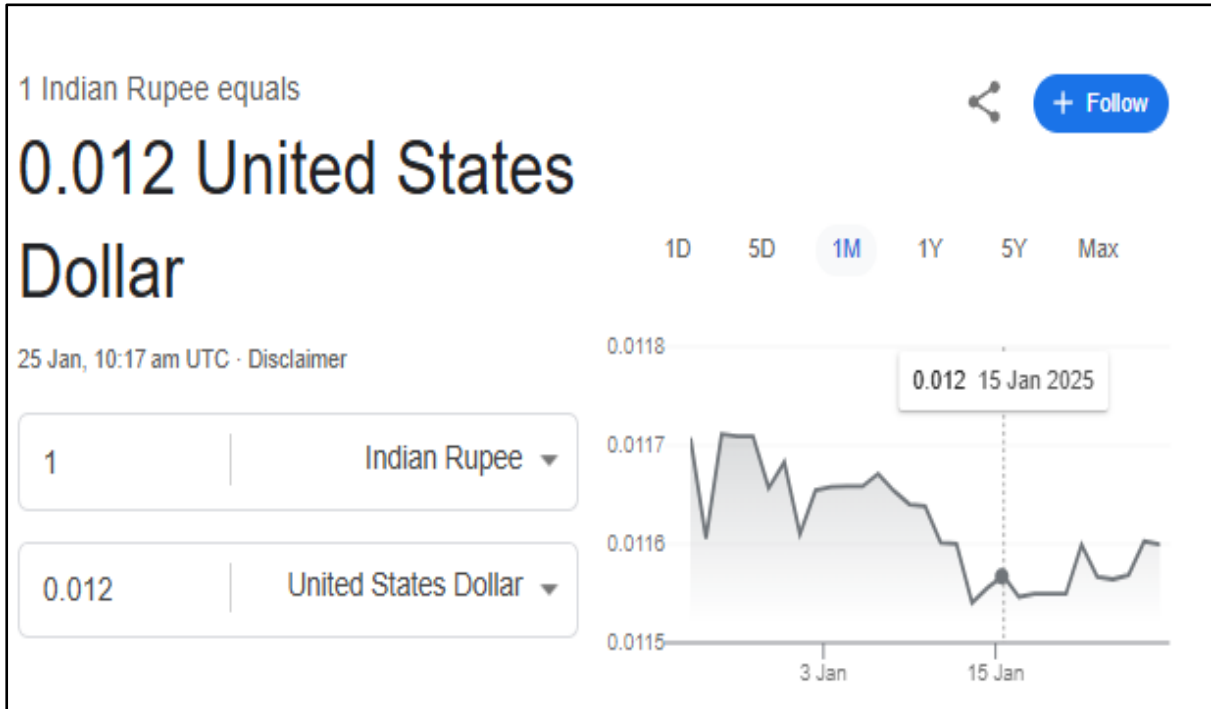 1 Indian Rupee equals
0.012 United States
Dollar
25 Jan, 10:17 am UTC · Disclaimer
1 Indian Rupee
0.012 United States Dollar
+ Follow
1D 5D 1M 1Y 5Y Max
0.0118
0.012 15 Jan 2025
0.0117
0.0116
0.0115
3 Jan 15 Jan